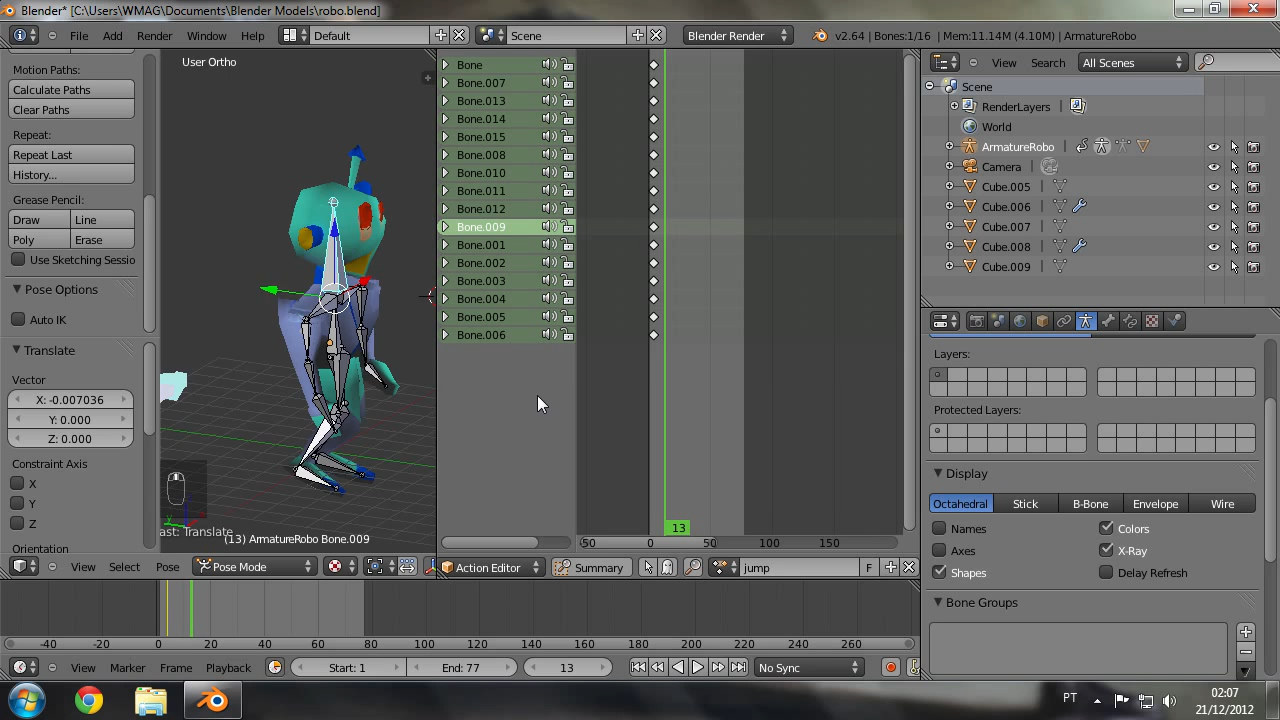 Blender* [C:\Users\WMAG\Documents\Blender Models\robo.blend]
File Add Render Window Help Default Scene Blender Render v2.64 | Bones:1/16 | Mem:11.14M (4.10M) | ArmatureRobo
Motion Paths:
Calculate Paths
Clear Paths
Repeat:
Repeat Last
History...
Grease Pencil:
Draw Line
Poly Erase
Use Sketching Sessio
Pose Options
Auto IK
Translate
Vector
X: -0.007036
Y: 0.000
Z: 0.000
Constraint Axis
X
Y
Z
Orientation
User Ortho
ast: Translate
(13) ArmatureRobo Bone.009
View Select Pose Pose Mode
Bone
Bone.007
Bone.013
Bone.014
Bone.015
Bone.008
Bone.010
Bone.011
Bone.012
Bone.009
Bone.001
Bone.002
Bone.003
Bone.004
Bone.005
Bone.006
13
-50 0 50 100 150
Action Editor Summary jump F
View Search All Scenes
Scene
RenderLayers
World
ArmatureRobo
Camera
Cube.005
Cube.006
Cube.007
Cube.008
Cube.009
Layers:
Protected Layers:
Display
Octahedral Stick B-Bone Envelope Wire
Names Colors
Axes X-Ray
Shapes Delay Refresh
Bone Groups
-40 -20 0 20 40 60 80 100 120 140 160 180 200 220 240 260
View Marker Frame Playback Start: 1 End: 77 13 No Sync
PT 02:07
21/12/2012